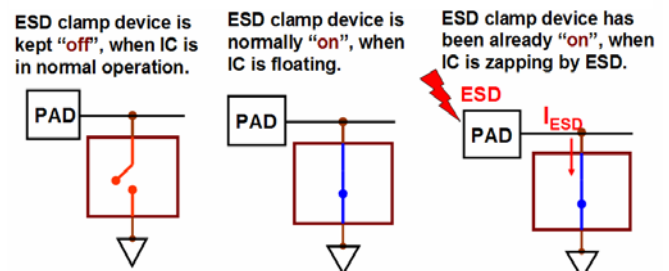 ESD clamp device is
kept "off", when IC is
in normal operation.
PAD
ESD clamp device is
normally "on", when
IC is floating.
PAD
ESD clamp device has
been already "on", when
IC is zapping by ESD.
ESD
PAD
I_ESD